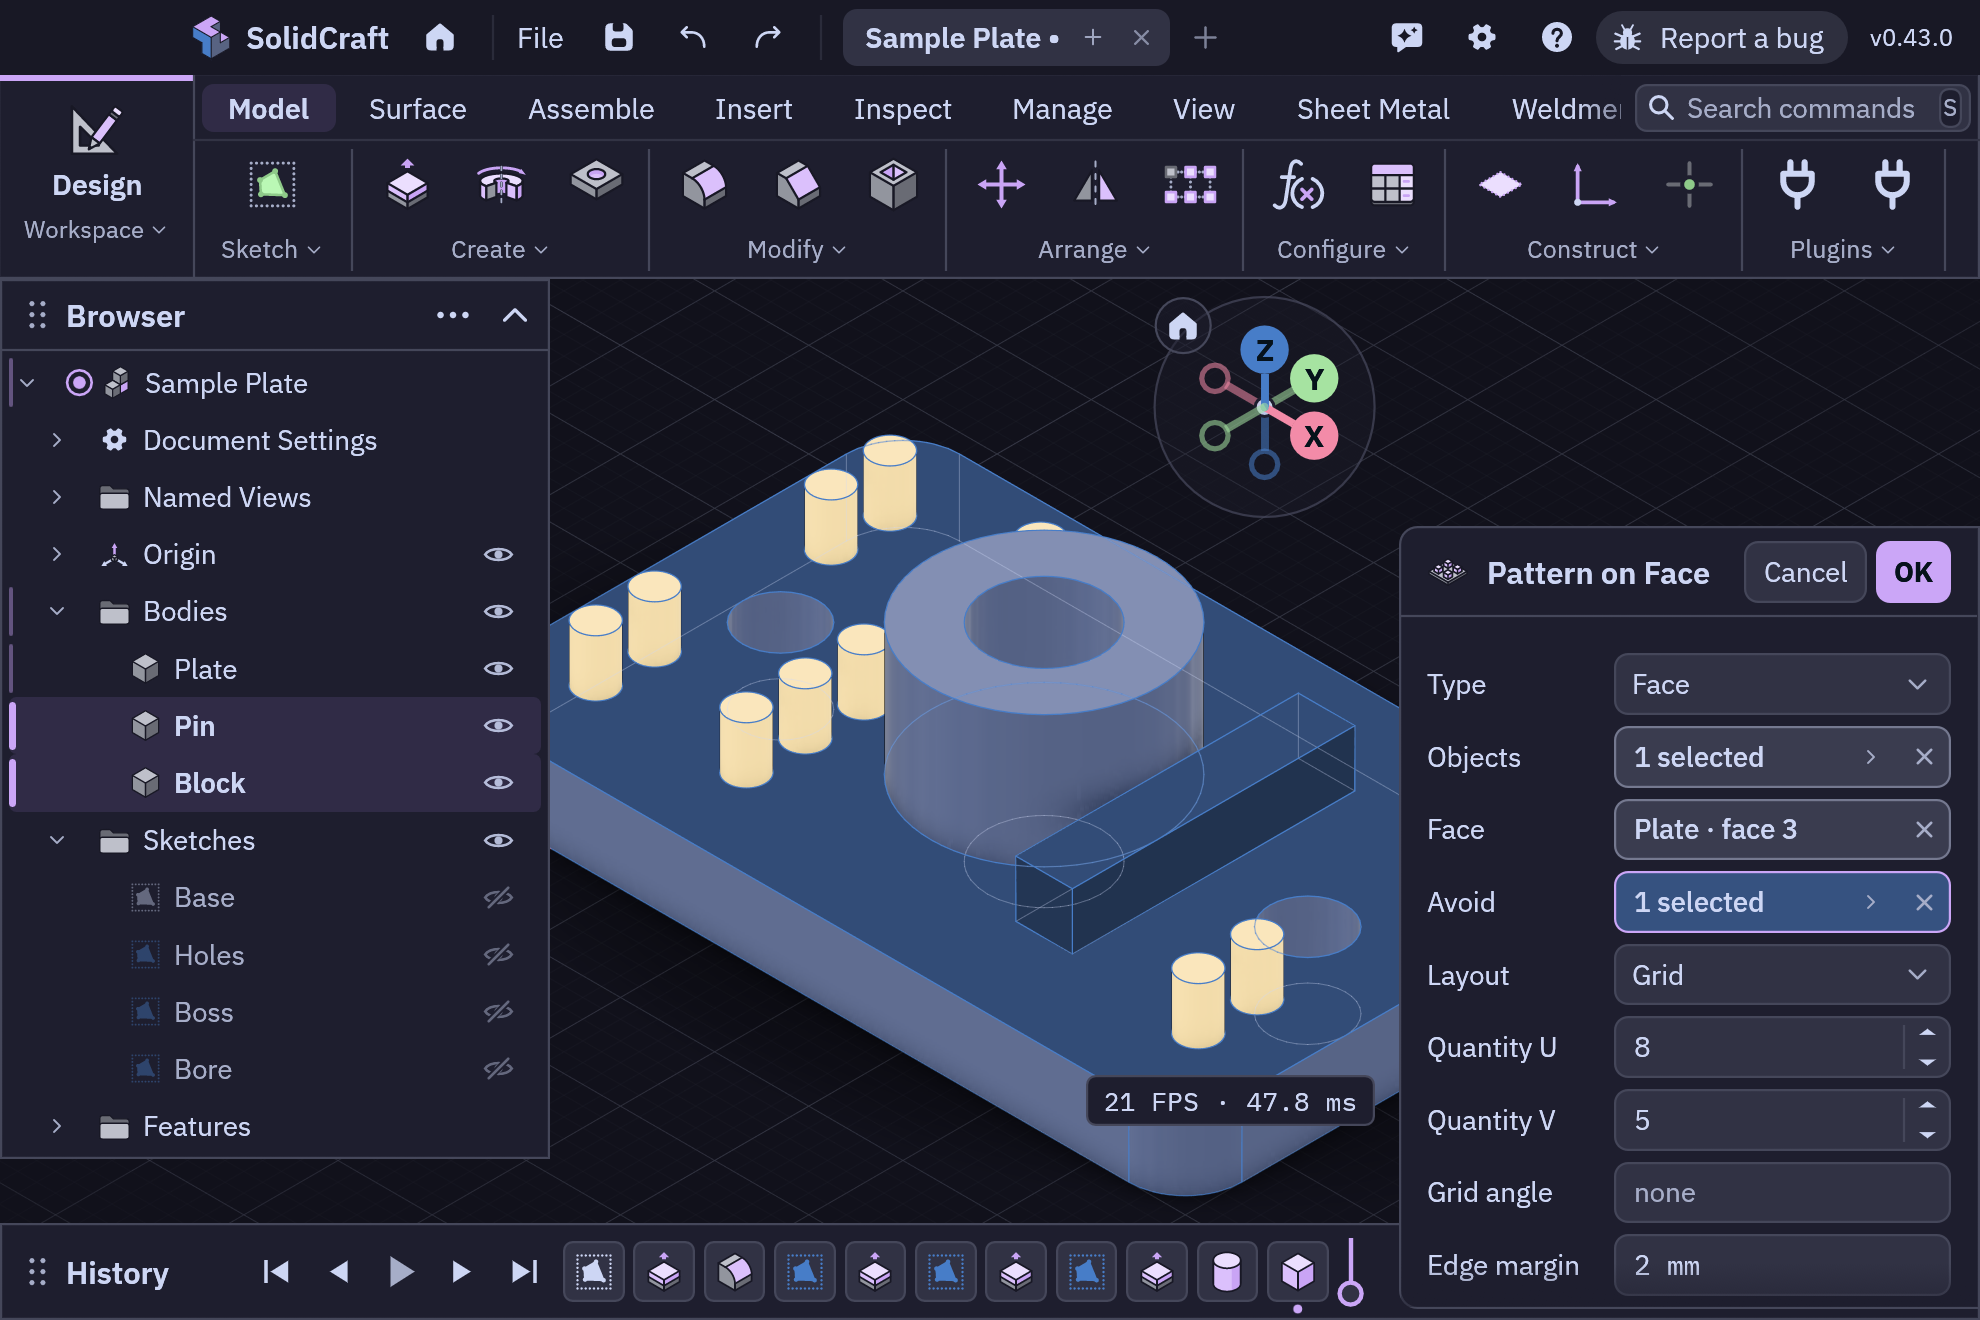 SolidCraft
File
Sample Plate •
Report a bug
v0.43.0
Design
Workspace
Model
Surface
Assemble
Insert
Inspect
Manage
View
Sheet Metal
Weldme
Search commands
S
Sketch
Create
Modify
Arrange
Configure
Construct
Plugins
Browser
Sample Plate
Document Settings
Named Views
Origin
Bodies
Plate
Pin
Block
Sketches
Base
Holes
Boss
Bore
Features
Z
Y
X
Pattern on Face
Cancel
OK
Type
Face
Objects
1 selected
Face
Plate · face 3
Avoid
1 selected
Layout
Grid
Quantity U
8
Quantity V
5
Grid angle
none
Edge margin
2 mm
21 FPS · 47.8 ms
History